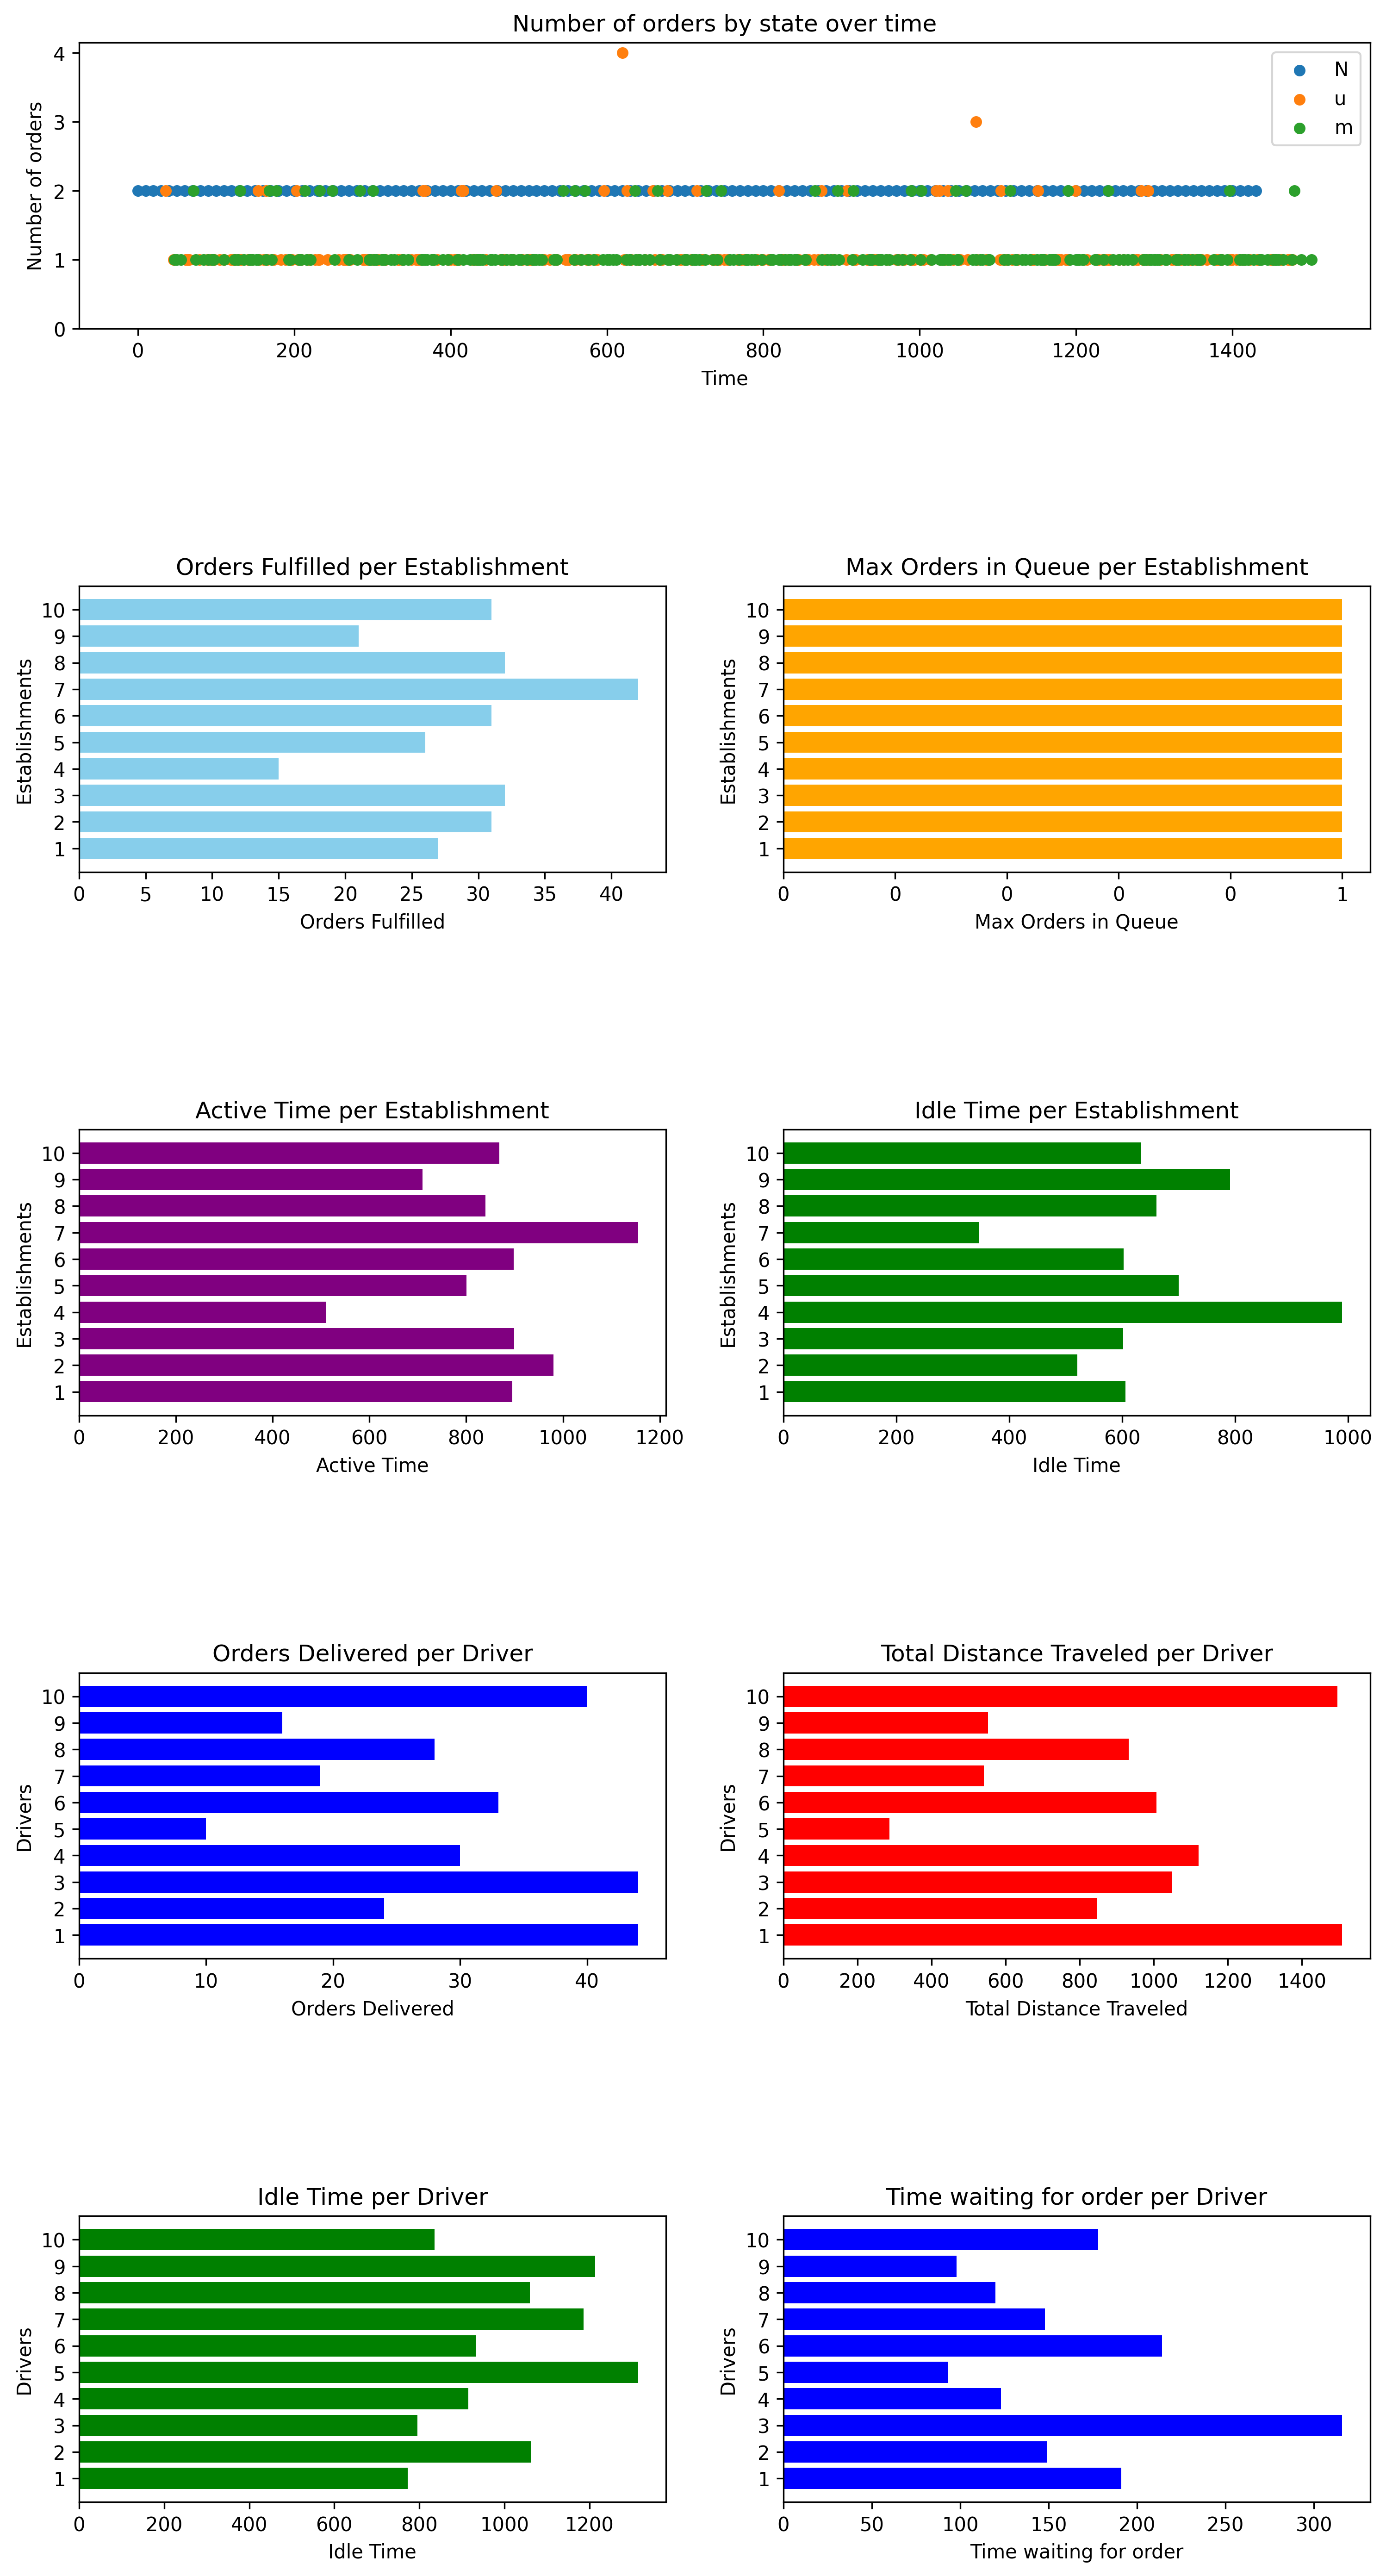 Number of orders by state over time
Number of orders
4
3
2
1
0
N
u
m
0 200 400 600 800 1000 1200 1400
Time
Orders Fulfilled per Establishment
Establishments
10
9
8
7
6
5
4
3
2
1
0 5 10 15 20 25 30 35 40
Orders Fulfilled
Max Orders in Queue per Establishment
Establishments
10
9
8
7
6
5
4
3
2
1
0 0 0 0 0 1
Max Orders in Queue
Active Time per Establishment
Establishments
10
9
8
7
6
5
4
3
2
1
0 200 400 600 800 1000 1200
Active Time
Idle Time per Establishment
Establishments
10
9
8
7
6
5
4
3
2
1
0 200 400 600 800 1000
Idle Time
Orders Delivered per Driver
Drivers
10
9
8
7
6
5
4
3
2
1
0 10 20 30 40
Orders Delivered
Total Distance Traveled per Driver
Drivers
10
9
8
7
6
5
4
3
2
1
0 200 400 600 800 1000 1200 1400
Total Distance Traveled
Idle Time per Driver
Drivers
10
9
8
7
6
5
4
3
2
1
0 200 400 600 800 1000 1200
Idle Time
Time waiting for order per Driver
Drivers
10
9
8
7
6
5
4
3
2
1
0 50 100 150 200 250 300
Time waiting for order